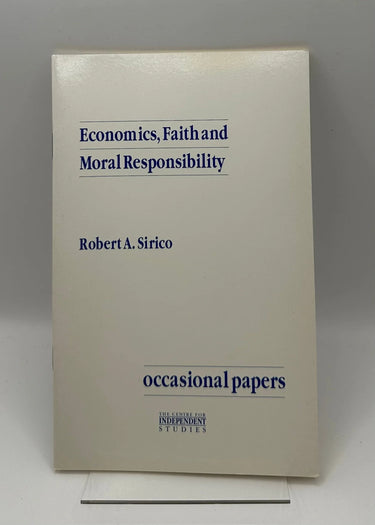 Economics, Faith and
Moral Responsibility
Robert A. Sirico
occasional papers
THE CENTRE FOR
INDEPENDENT
STUDIES